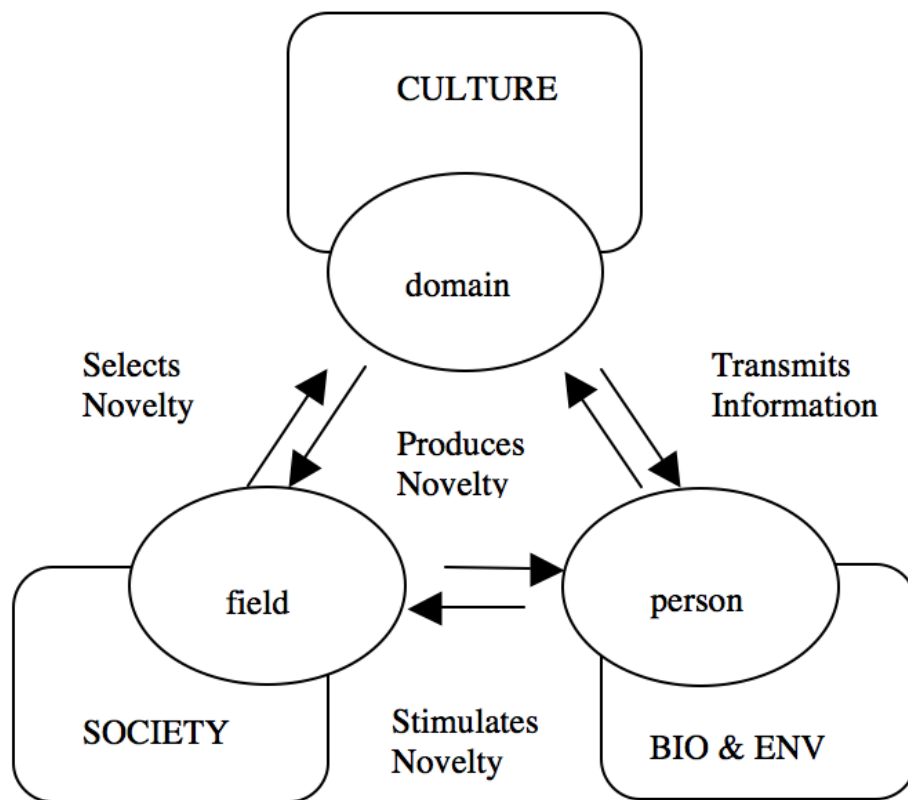 CULTURE
domain
Selects
Novelty
Transmits
Information
Produces
Novelty
field
person
SOCIETY
Stimulates
Novelty
BIO & ENV